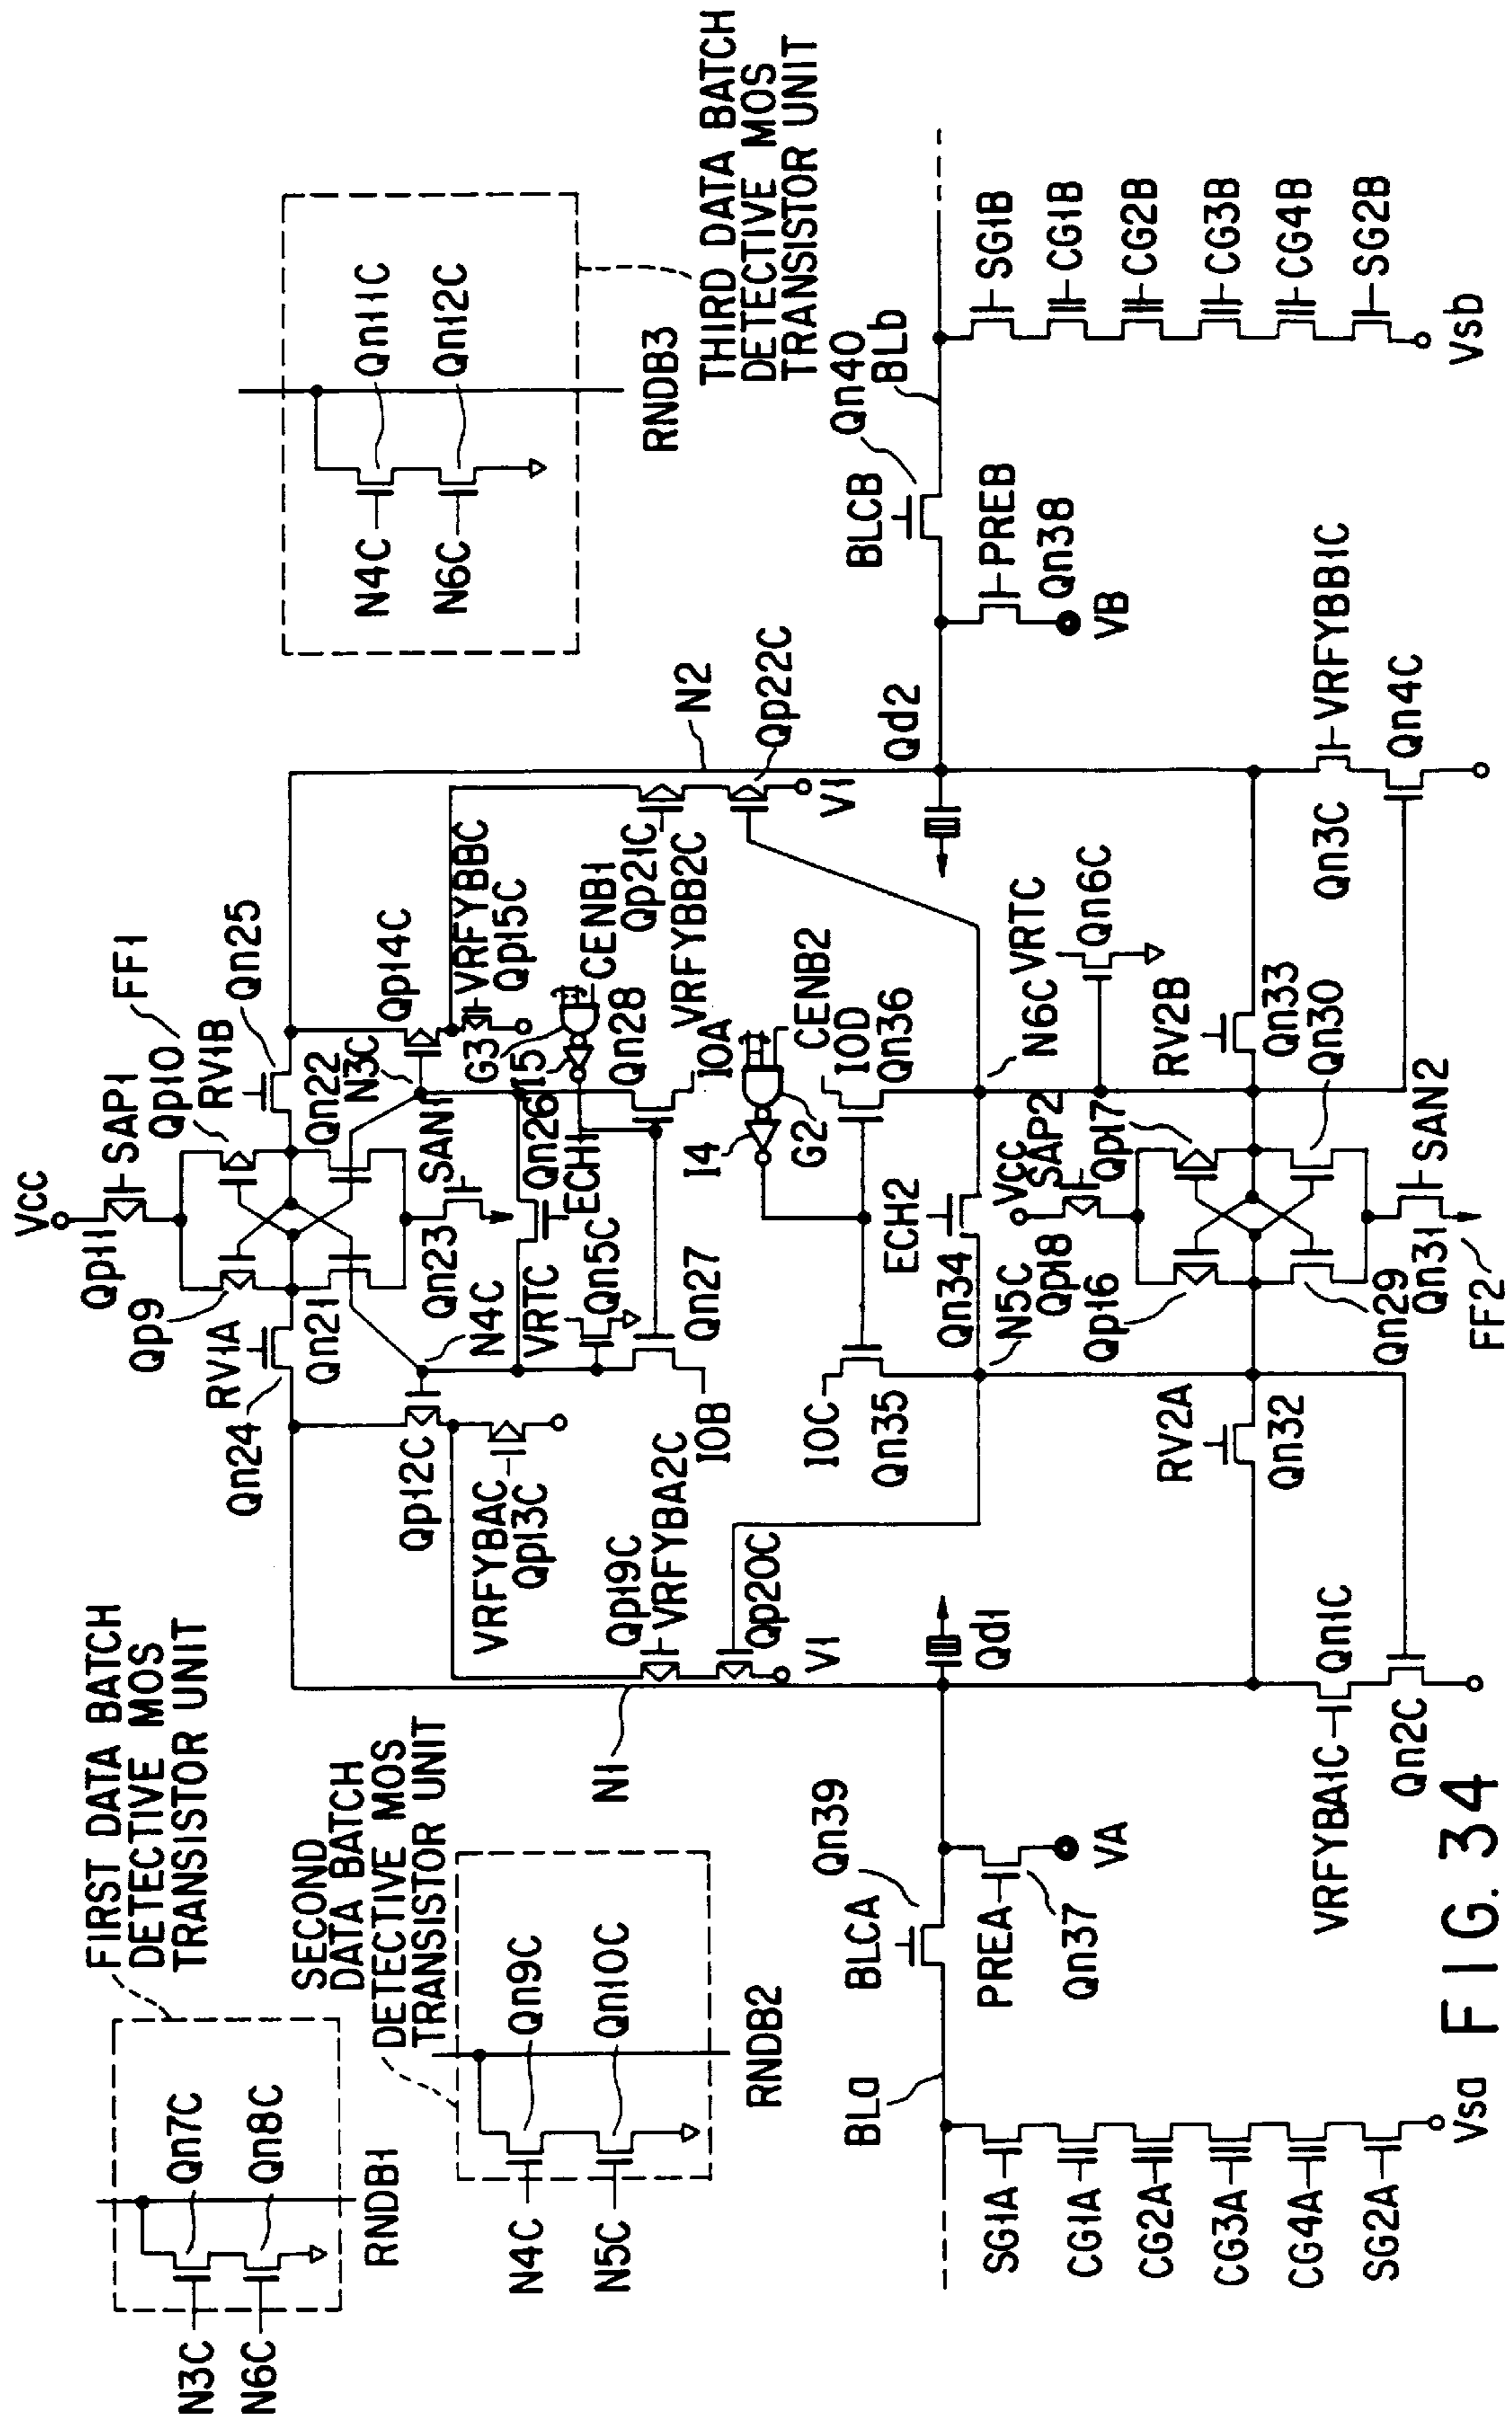 FIRST DATA BATCH
DETECTIVE MOS
TRANSISTOR UNIT
N3C
N6C
Qn7C
Qn8C
RNDB1
SECOND
DATA BATCH
DETECTIVE MOS
TRANSISTOR UNIT
N4C
N5C
Qn9C
Qn10C
RNDB2
THIRD DATA BATCH
DETECTIVE MOS
TRANSISTOR UNIT
N4C
N6C
Qn11C
Qn12C
RNDB3
VCC
SAP1
Qp11
Qp9
Qp10
FF1
RV1A
RV1B
Qn24
Qn25
Qn21
Qn22
N3C
SAN1
Qn23
N4C
Qp12C
VRFYBAC
Qp13C
Qp14C
VRFYBBC
Qp15C
G3
I5
CENB1
Qn26
ECH1
VRTC
Qn5C
Qn27
Qn28
IOB
IOA
Qp19C
VRFYBA2C
Qp20C
V1
Qp21C
VRFYBB2C
Qp22C
V1
N1
N2
I4
G2
CENB2
IOC
Qn35
IOD
Qn36
ECH2
Qn34
N5C
N6C
VRTC
Qn6C
Qd1
Qd2
BLCA
Qn39
BLa
PREA
Qn37
VA
BLCB
Qn40
BLb
PREB
Qn38
VB
VCC
SAP2
Qp18
Qp16
Qp17
RV2A
Qn32
RV2B
Qn33
Qn29
Qn30
Qn31
SAN2
FF2
VRFYBA1C
Qn1C
Qn2C
VRFYBB1C
Qn3C
Qn4C
SG1A
CG1A
CG2A
CG3A
CG4A
SG2A
Vsa
SG1B
CG1B
CG2B
CG3B
CG4B
SG2B
Vsb
FIG. 34